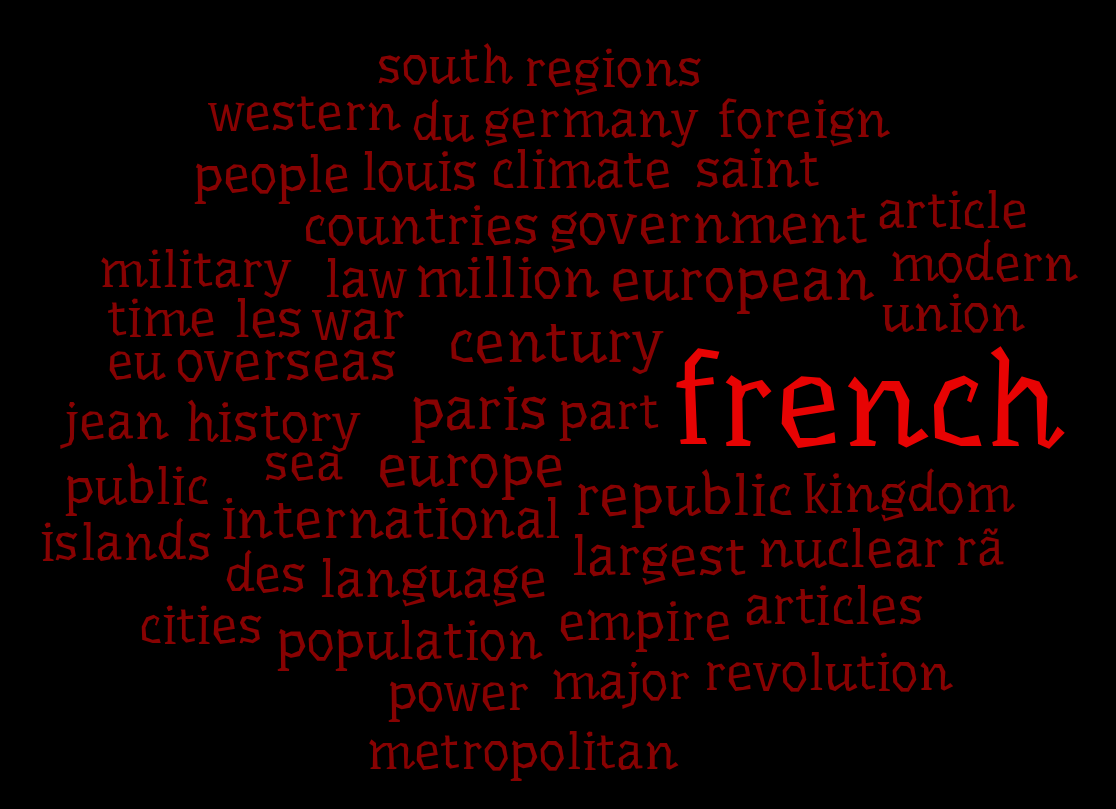 south regions
western du germany foreign
people louis climate saint
countries government article
military law million european modern
time les war century union
eu overseas french
jean history paris part
public sea europe
islands international republic kingdom
des language largest nuclear rã
cities population empire articles
power major revolution
metropolitan